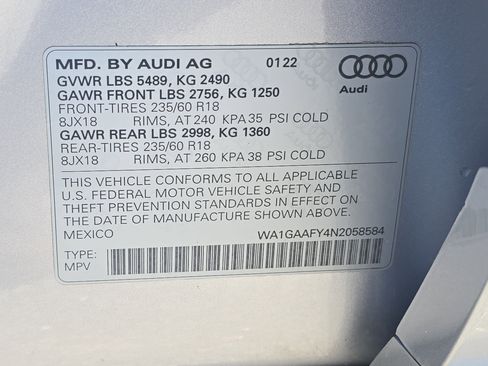 MFD. BY AUDI AG 01 22
GVWR LBS 5489, KG 2490
GAWR FRONT LBS 2756, KG 1250
FRONT-TIRES 235/60 R18
8JX18 RIMS, AT 240 KPA 35 PSI COLD
GAWR REAR LBS 2998, KG 1360
REAR-TIRES 235/60 R18
8JX18 RIMS, AT 260 KPA 38 PSI COLD
Audi
THIS VEHICLE CONFORMS TO ALL APPLICABLE
U.S. FEDERAL MOTOR VEHICLE SAFETY AND
THEFT PREVENTION STANDARDS IN EFFECT ON
THE DATE OF MANUFACTURE SHOWN ABOVE.
MEXICO WA1GAAFY4N2058584
TYPE:
MPV